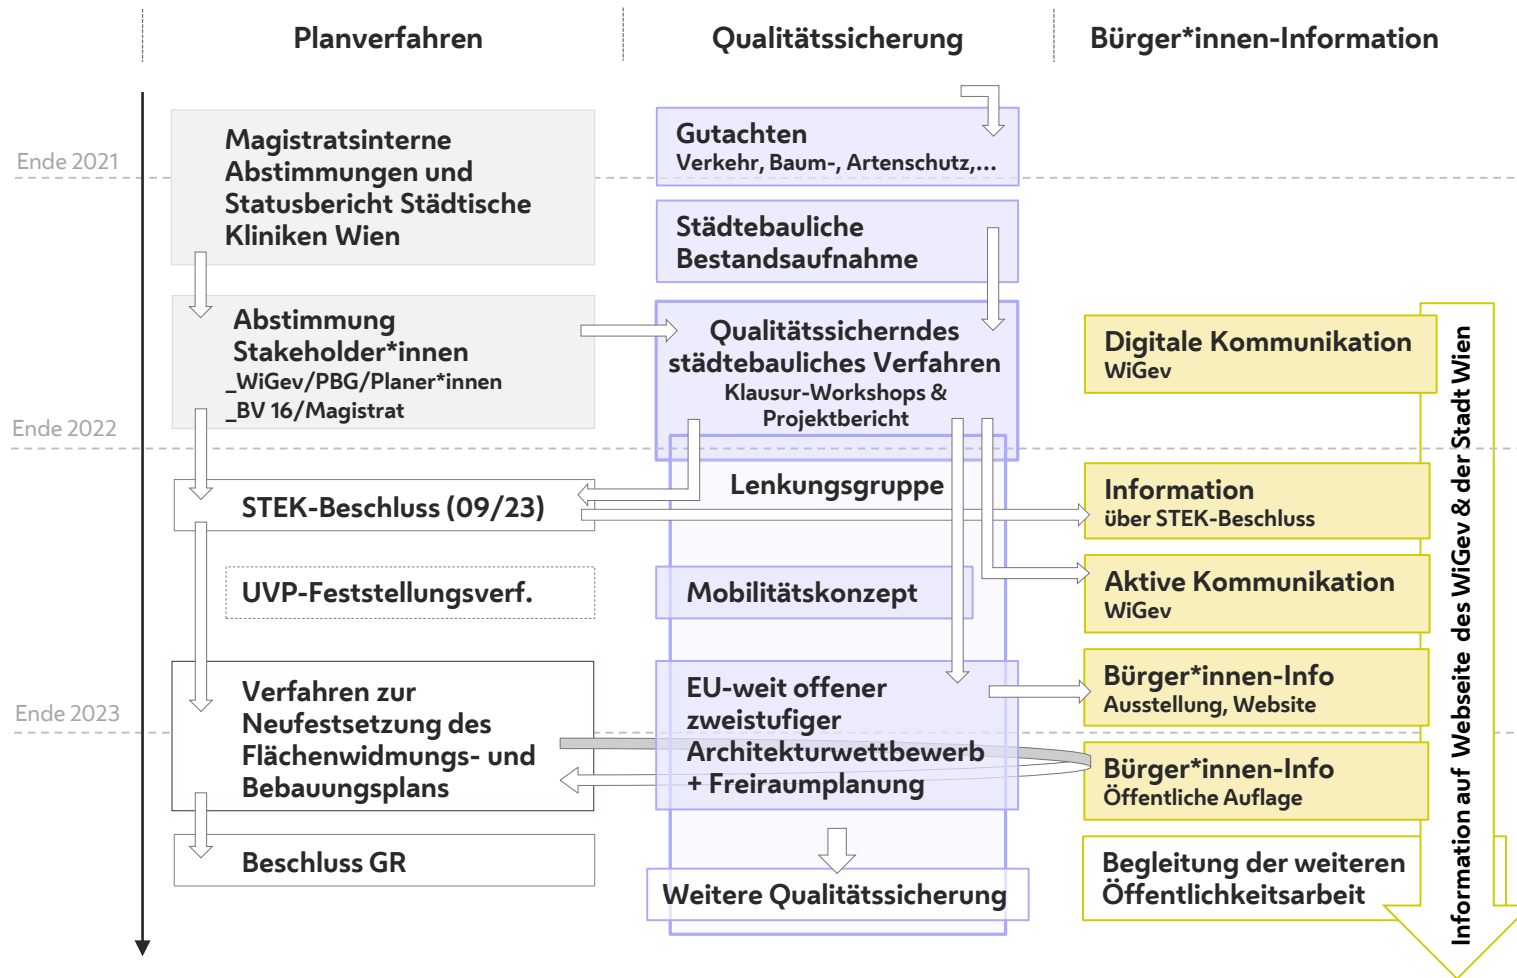 Planverfahren
Qualitätssicherung
Bürger*innen-Information
Ende 2021
Ende 2022
Ende 2023
Magistratsinterne
Abstimmungen und
Statusbericht Städtische
Kliniken Wien
Abstimmung
Stakeholder*innen
_WiGev/PBG/Planer*innen
_BV 16/Magistrat
STEK-Beschluss (09/23)
UVP-Feststellungsverf.
Verfahren zur
Neufestsetzung des
Flächenwidmungs- und
Bebauungsplans
Beschluss GR
Gutachten
Verkehr, Baum-, Artenschutz,...
Städtebauliche
Bestandsaufnahme
Qualitätssicherndes
städtebauliches Verfahren
Klausur-Workshops &
Projektbericht
Lenkungsgruppe
Mobilitätskonzept
EU-weit offener
zweistufiger
Architekturwettbewerb
+ Freiraumplanung
Weitere Qualitätssicherung
Digitale Kommunikation
WiGev
Information
über STEK-Beschluss
Aktive Kommunikation
WiGev
Bürger*innen-Info
Ausstellung, Website
Bürger*innen-Info
Öffentliche Auflage
Begleitung der weiteren
Öffentlichkeitsarbeit
Information auf Webseite des WiGev & der Stadt Wien